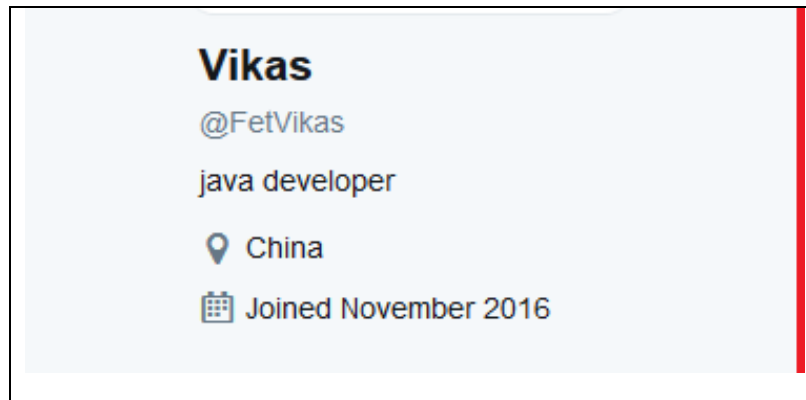 Vikas
@FetVikas
java developer
China
Joined November 2016